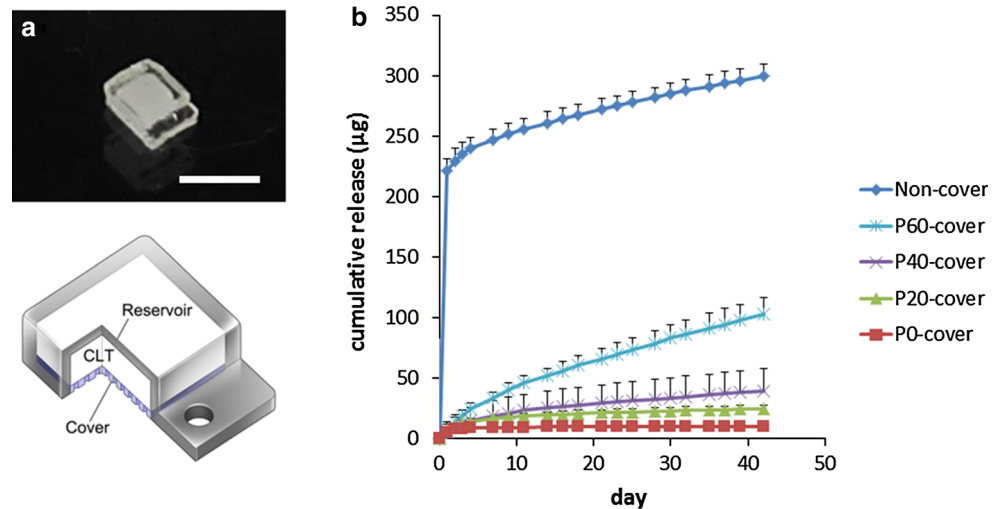 a
Reservoir
CLT
Cover
b
cumulative release (µg)
350
300
250
200
150
100
50
0
0 10 20 30 40 50
day
Non-cover
P60-cover
P40-cover
P20-cover
P0-cover